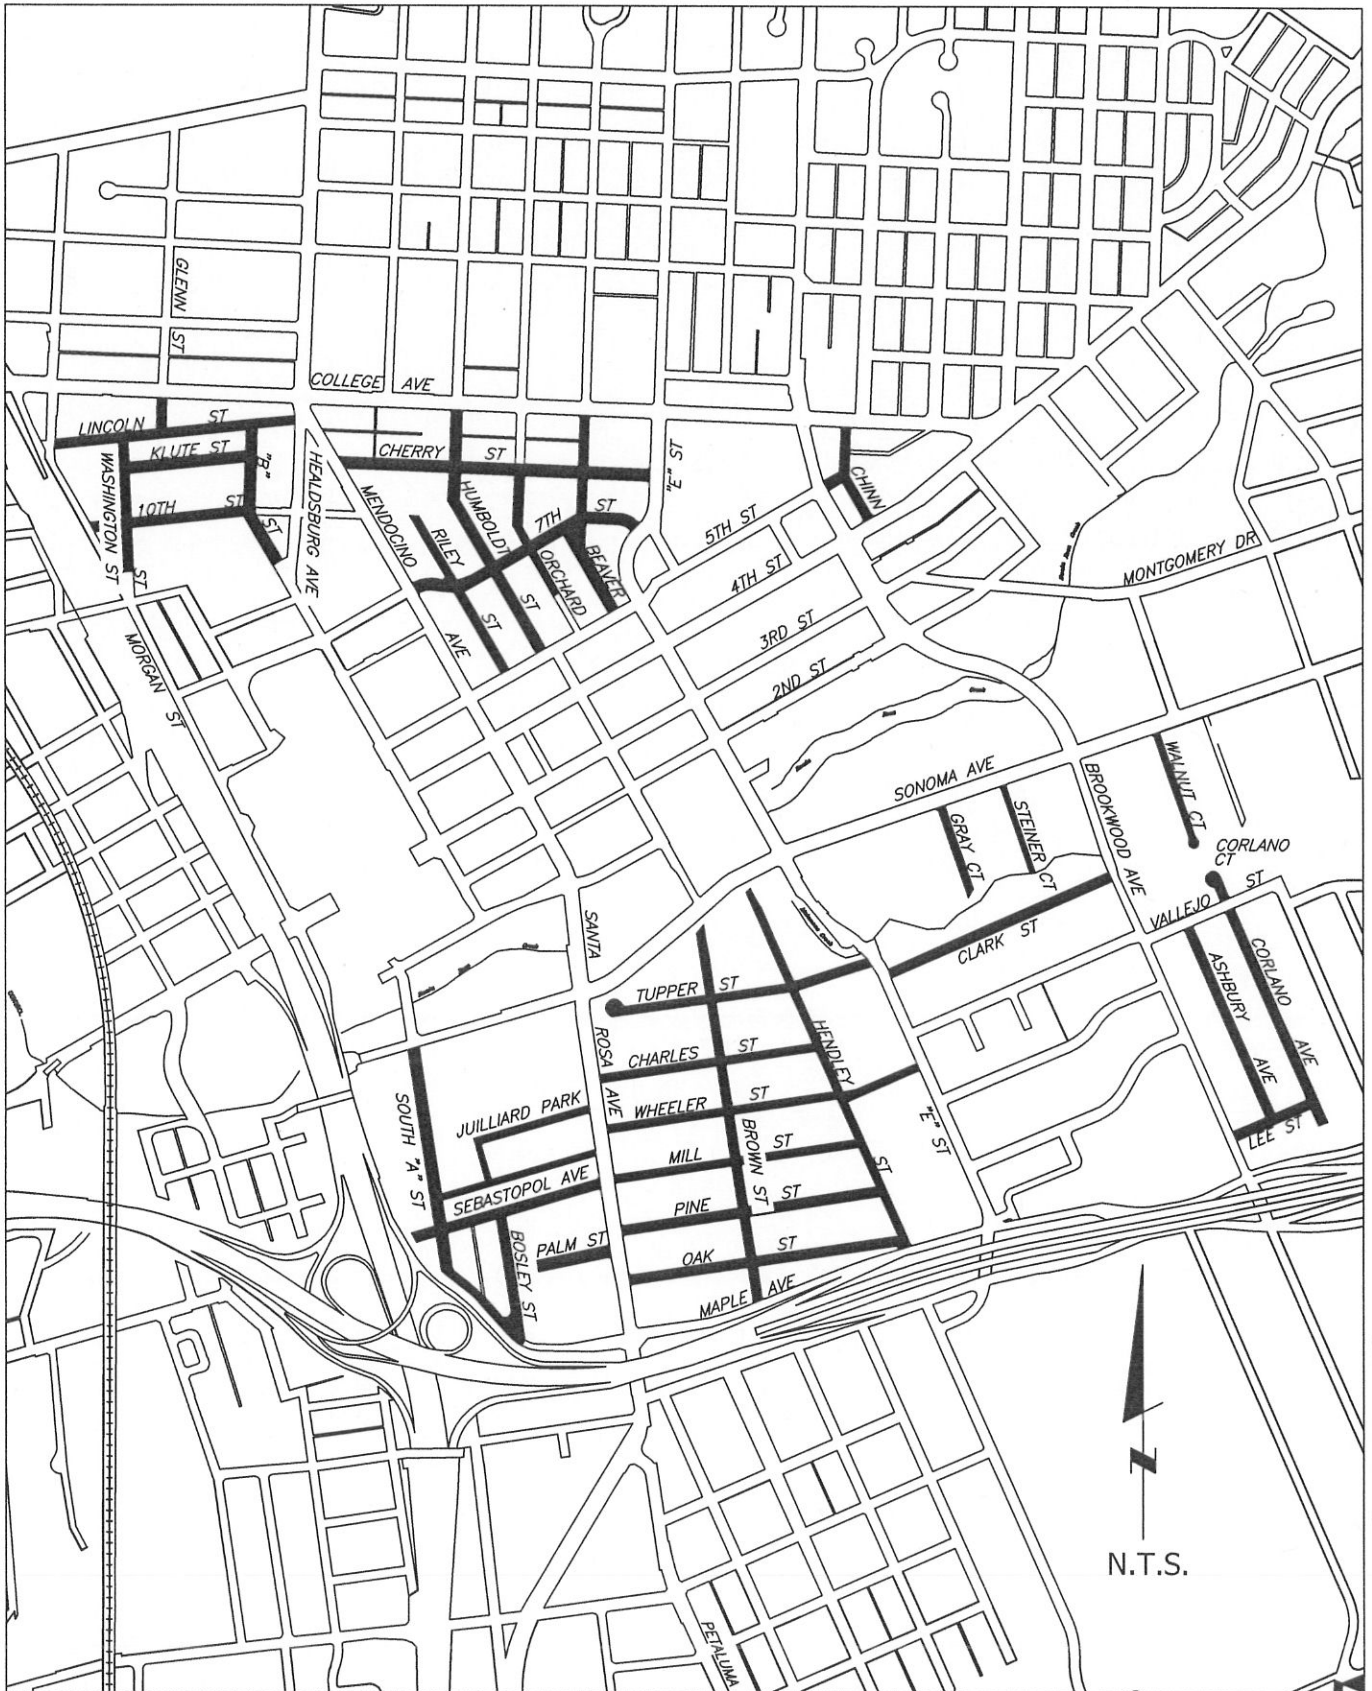 GLENN ST
COLLEGE AVE
LINCOLN ST
KLUTE ST
"B" ST
WASHINGTON ST
10TH ST
HEALDSBURG AVE
CHERRY ST
"E" ST
MENDOCINO AVE
RILEY ST
HUMBOLDT ST
7TH ST
ORCHARD
BEAVER
CHINN
5TH ST
4TH ST
3RD ST
2ND ST
MONTGOMERY DR
MORGAN ST
SONOMA AVE
GRAY CT
STEINER CT
BROOKWOOD AVE
WALNUT CT
CORLANO CT
VALLEJO ST
CLARK ST
ASHBURY AVE
CORLANO AVE
LEE ST
SANTA ROSA AVE
TUPPER ST
CHARLES ST
HENDLEY ST
WHEELER ST
BROWN ST
"E" ST
SOUTH "A" ST
JUILLIARD PARK
SEBASTOPOL AVE
MILL ST
PINE ST
BOSLEY ST
PALM ST
OAK ST
MAPLE AVE
N
N.T.S.
PETALUMA